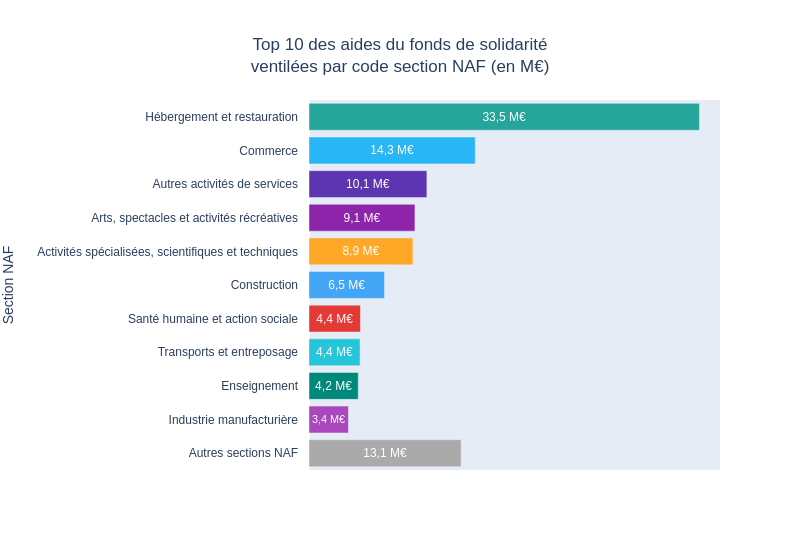 Top 10 des aides du fonds de solidarité
ventilées par code section NAF (en M€)
Section NAF
Hébergement et restauration 33,5 M€
Commerce 14,3 M€
Autres activités de services 10,1 M€
Arts, spectacles et activités récréatives 9,1 M€
Activités spécialisées, scientifiques et techniques 8,9 M€
Construction 6,5 M€
Santé humaine et action sociale 4,4 M€
Transports et entreposage 4,4 M€
Enseignement 4,2 M€
Industrie manufacturière 3,4 M€
Autres sections NAF 13,1 M€